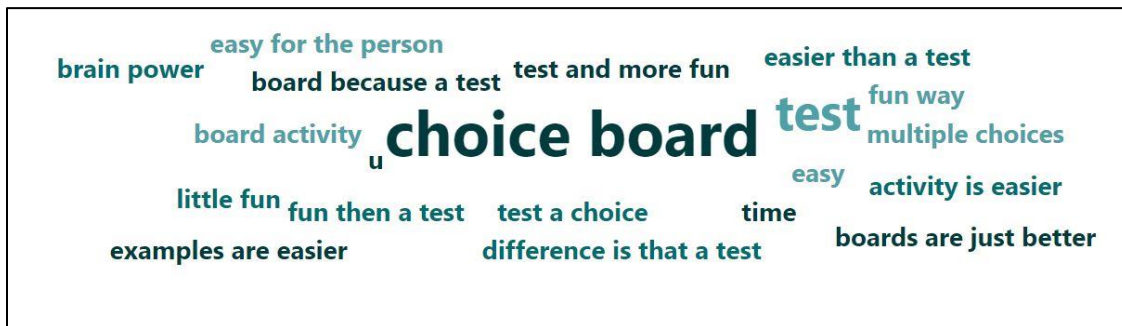 easy for the person
brain power
board because a test
test and more fun
easier than a test
fun way
test
choice board
board activity
multiple choices
u
easy
activity is easier
little fun
fun then a test
test a choice
time
boards are just better
examples are easier
difference is that a test